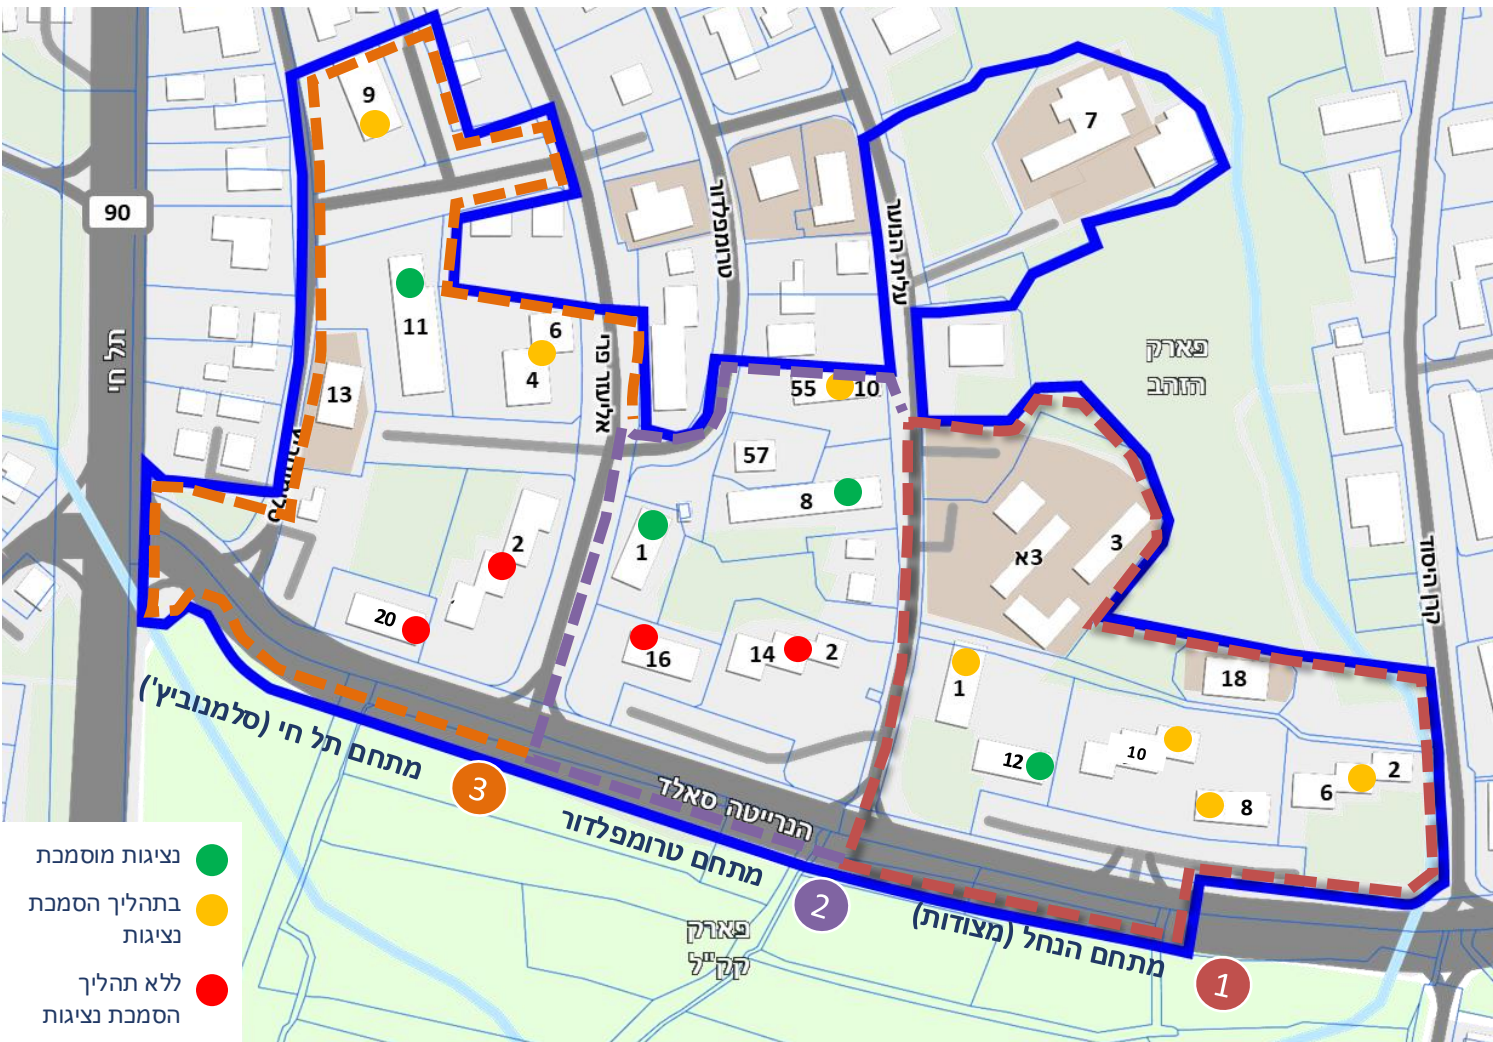 9
7
90
טרומפלדור
עלית הנוער
11
6
4
אליעזר פרי
תל חי
13
55
10
פארק
הזהב
57
8
1
2
3א
3
קרן היסוד
20
16
14
2
1
18
12
10
8
6
2
מתחם תל חי (סלמנוביץ')
3
הנרייטה סאלד
מתחם טרומפלדור
2
מתחם הנחל (מצודות)
1
פארק
קק"ל
נציגות מוסמכת
בתהליך הסמכת
נציגות
ללא תהליך
הסמכת נציגות